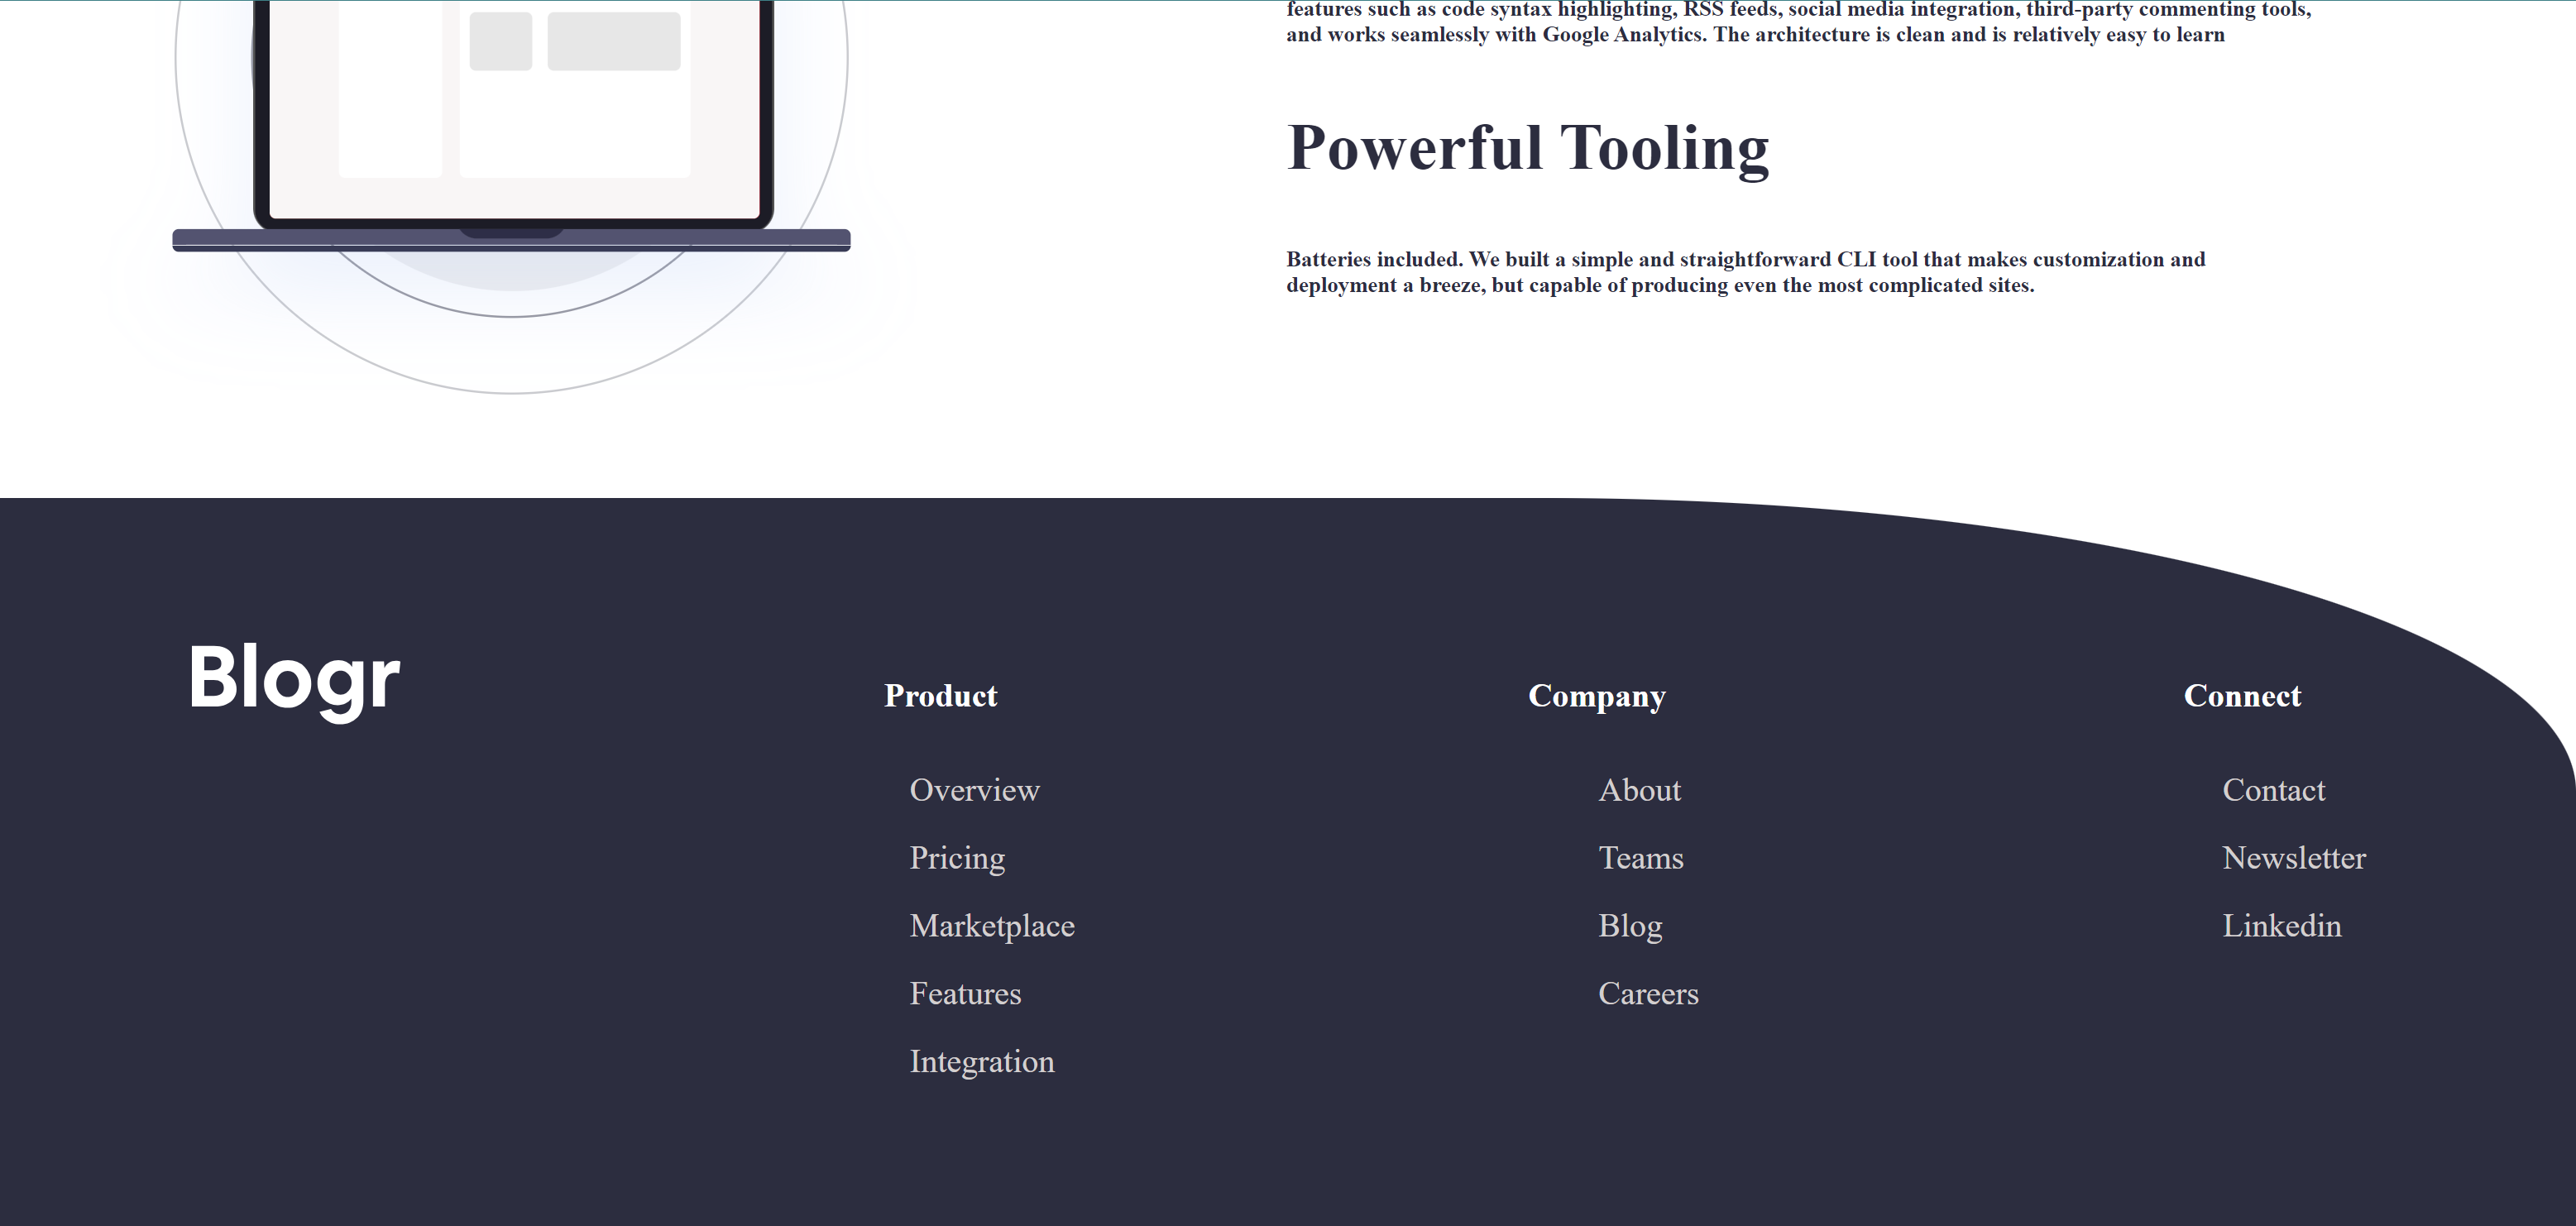 features such as code syntax highlighting, RSS feeds, social media integration, third-party commenting tools,
and works seamlessly with Google Analytics. The architecture is clean and is relatively easy to learn
Powerful Tooling
Batteries included. We built a simple and straightforward CLI tool that makes customization and
deployment a breeze, but capable of producing even the most complicated sites.
Blogr
Product
Overview
Pricing
Marketplace
Features
Integration
Company
About
Teams
Blog
Careers
Connect
Contact
Newsletter
Linkedin